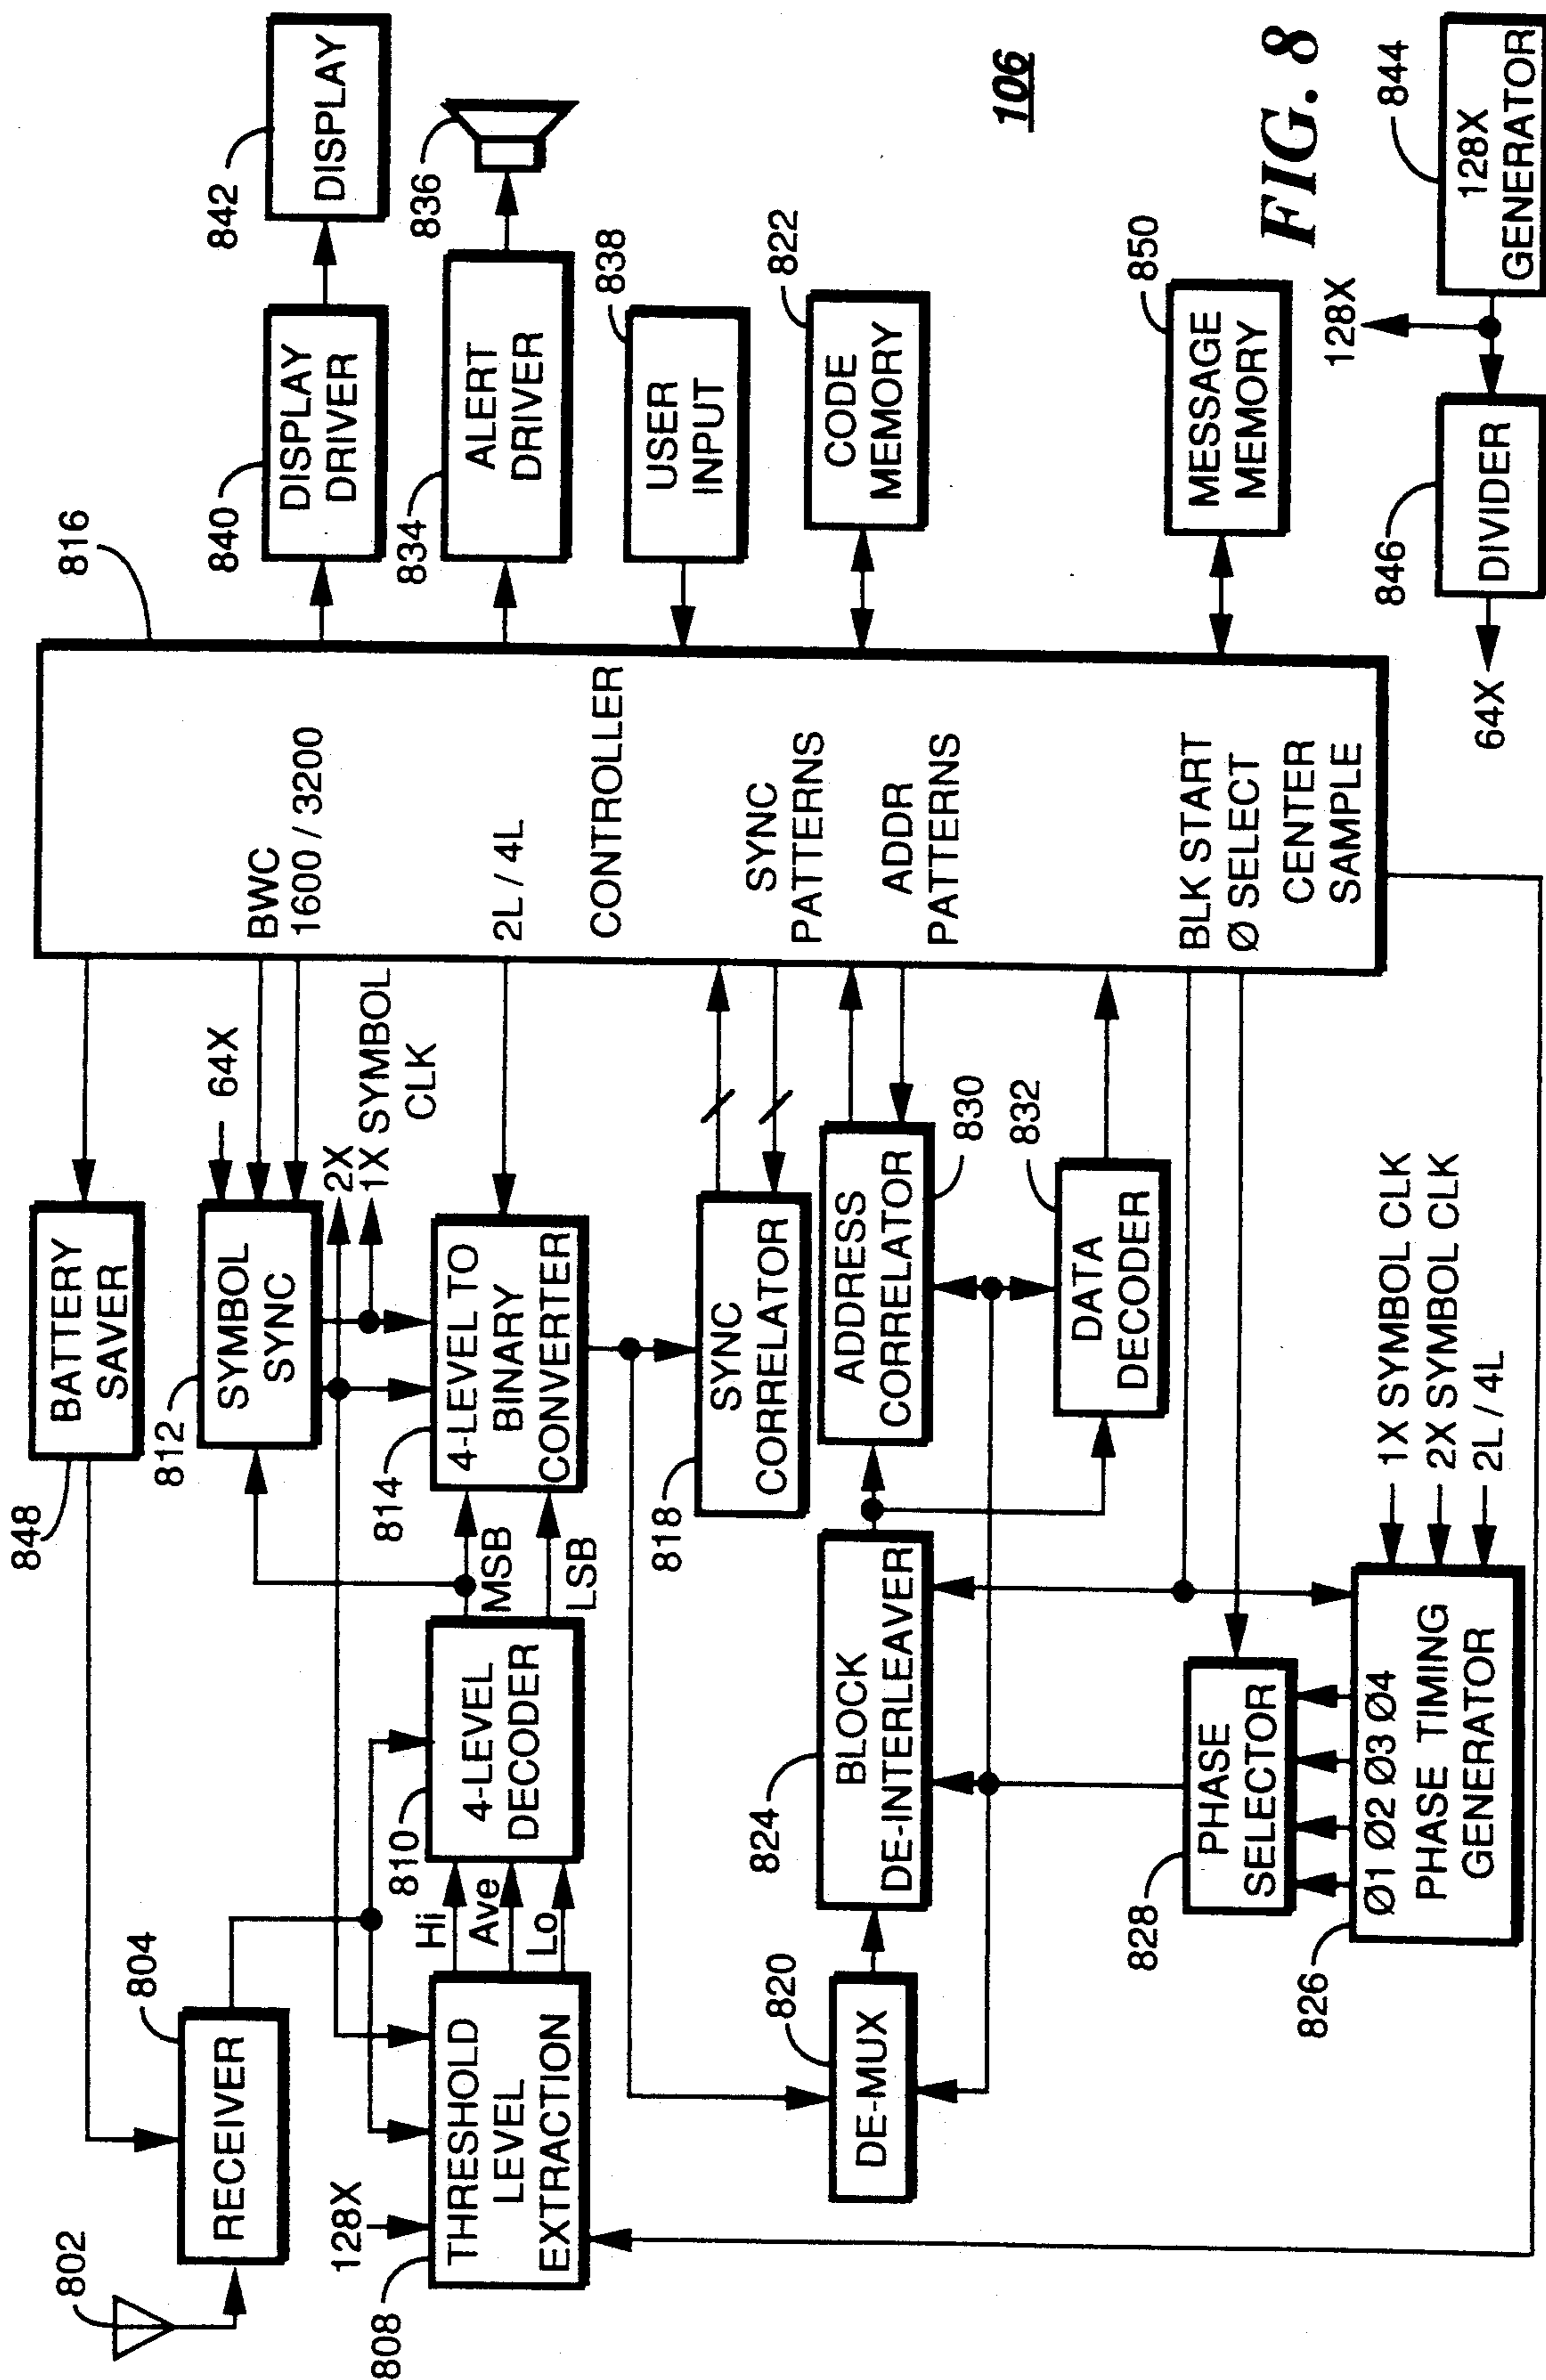 802
804
RECEIVER
848
BATTERY
SAVER
812
SYMBOL
SYNC
64X
BWC
1600 / 3200
2X
1X SYMBOL
CLK
128X
808
THRESHOLD
LEVEL
EXTRACTION
Hi
Ave
Lo
810
4-LEVEL
DECODER
MSB
LSB
814
4-LEVEL TO
BINARY
CONVERTER
2L / 4L
816
CONTROLLER
818
SYNC
CORRELATOR
SYNC
PATTERNS
820
DE-MUX
824
BLOCK
DE-INTERLEAVER
ADDRESS
CORRELATOR
830
ADDR
PATTERNS
832
DATA
DECODER
BLK START
Ø SELECT
CENTER
SAMPLE
828
PHASE
SELECTOR
826
Ø1 Ø2 Ø3 Ø4
PHASE TIMING
GENERATOR
1X SYMBOL CLK
2X SYMBOL CLK
2L / 4L
840
DISPLAY
DRIVER
842
DISPLAY
834
ALERT
DRIVER
836
838
USER
INPUT
822
CODE
MEMORY
850
MESSAGE
MEMORY
106
FIG. 8
64X
846
DIVIDER
128X
844
128X
GENERATOR